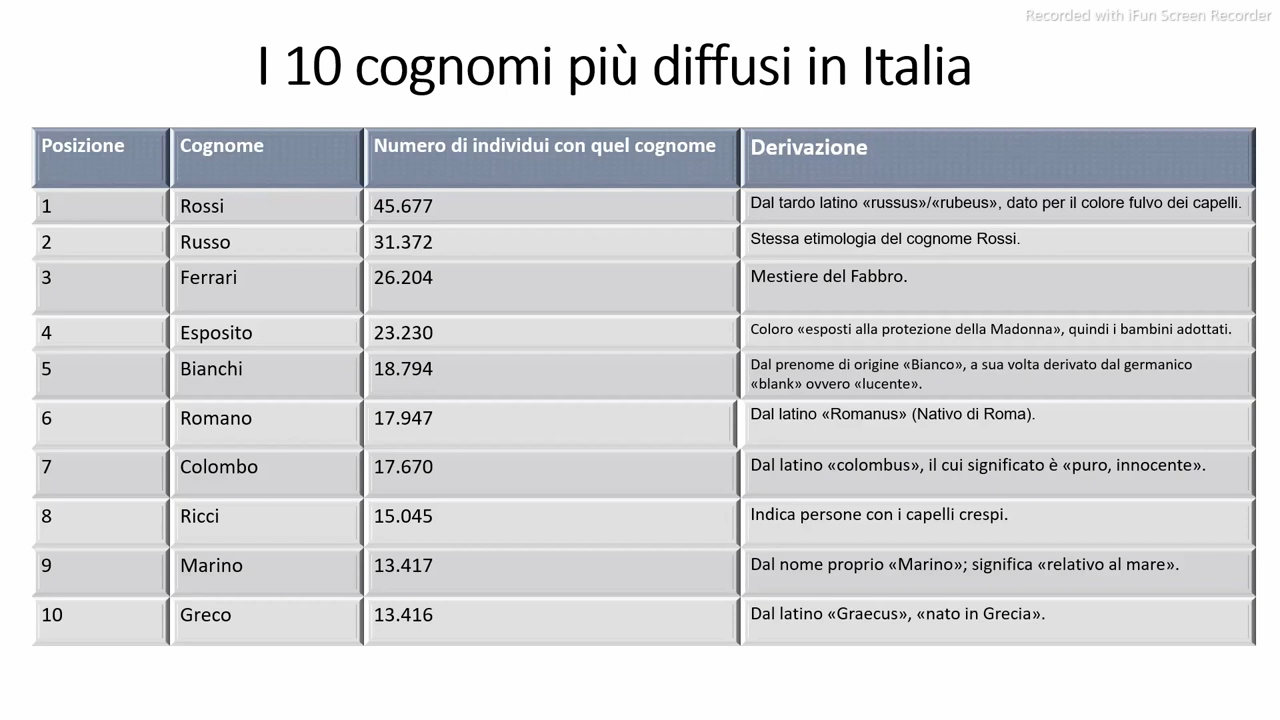 Recorded with iFun Screen Recorder
I 10 cognomi più diffusi in Italia
Posizione Cognome Numero di individui con quel cognome Derivazione
1 Rossi 45.677 Dal tardo latino «russus»/«rubeus», dato per il colore fulvo dei capelli.
2 Russo 31.372 Stessa etimologia del cognome Rossi.
3 Ferrari 26.204 Mestiere del Fabbro.
4 Esposito 23.230 Coloro «esposti alla protezione della Madonna», quindi i bambini adottati.
5 Bianchi 18.794 Dal prenome di origine «Bianco», a sua volta derivato dal germanico
«blank» ovvero «lucente».
6 Romano 17.947 Dal latino «Romanus» (Nativo di Roma).
7 Colombo 17.670 Dal latino «colombus», il cui significato è «puro, innocente».
8 Ricci 15.045 Indica persone con i capelli crespi.
9 Marino 13.417 Dal nome proprio «Marino»; significa «relativo al mare».
10 Greco 13.416 Dal latino «Graecus», «nato in Grecia».